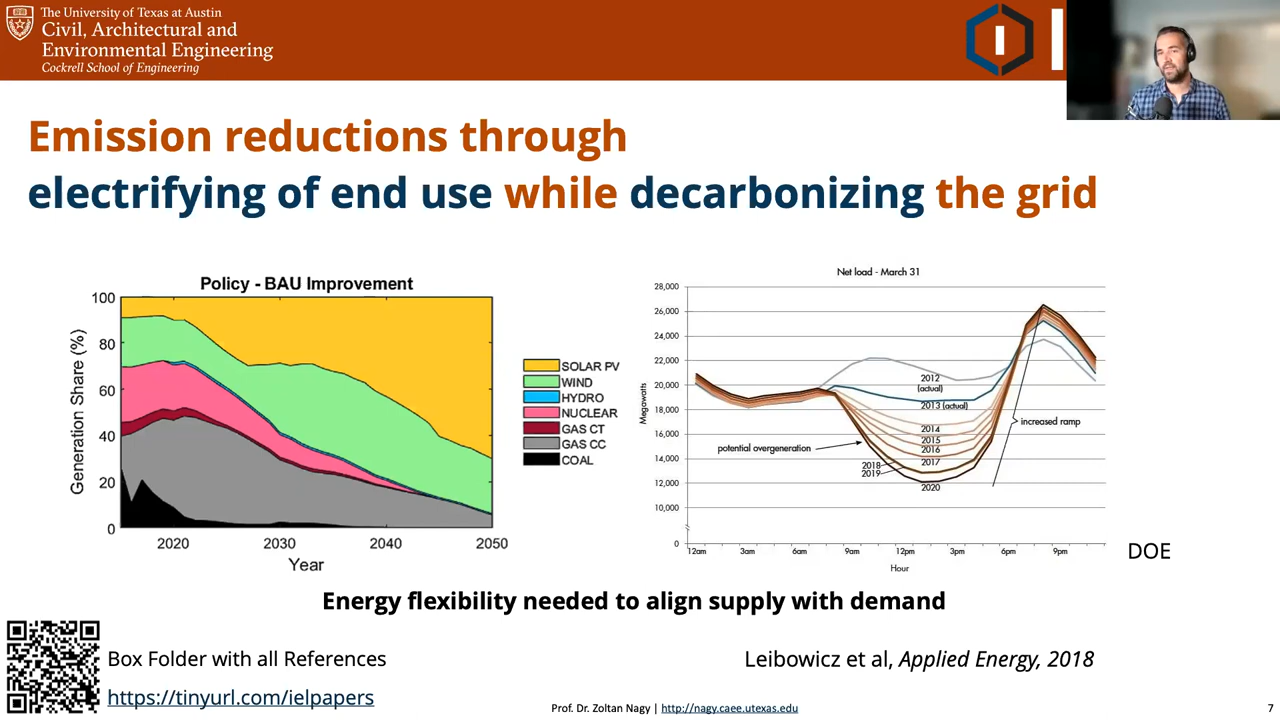 The University of Texas at Austin
Civil, Architectural and
Environmental Engineering
Cockrell School of Engineering
I
Emission reductions through
electrifying of end use while decarbonizing the grid
Policy - BAU Improvement
Generation Share (%)
100
80
60
40
20
0
2020
2030
2040
2050
Year
SOLAR PV
WIND
HYDRO
NUCLEAR
GAS CT
GAS CC
COAL
Net load - March 31
Megawatts
28,000
26,000
24,000
22,000
20,000
18,000
16,000
14,000
12,000
10,000
0
2012
(actual)
2013 (actual)
2014
2015
2016
2017
2018
2019
2020
potential overgeneration
increased ramp
12am
3am
6am
9am
12pm
3pm
6pm
9pm
Hour
DOE
Energy flexibility needed to align supply with demand
Box Folder with all References
https://tinyurl.com/ielpapers
Leibowicz et al, Applied Energy, 2018
Prof. Dr. Zoltan Nagy | http://nagy.caee.utexas.edu
7